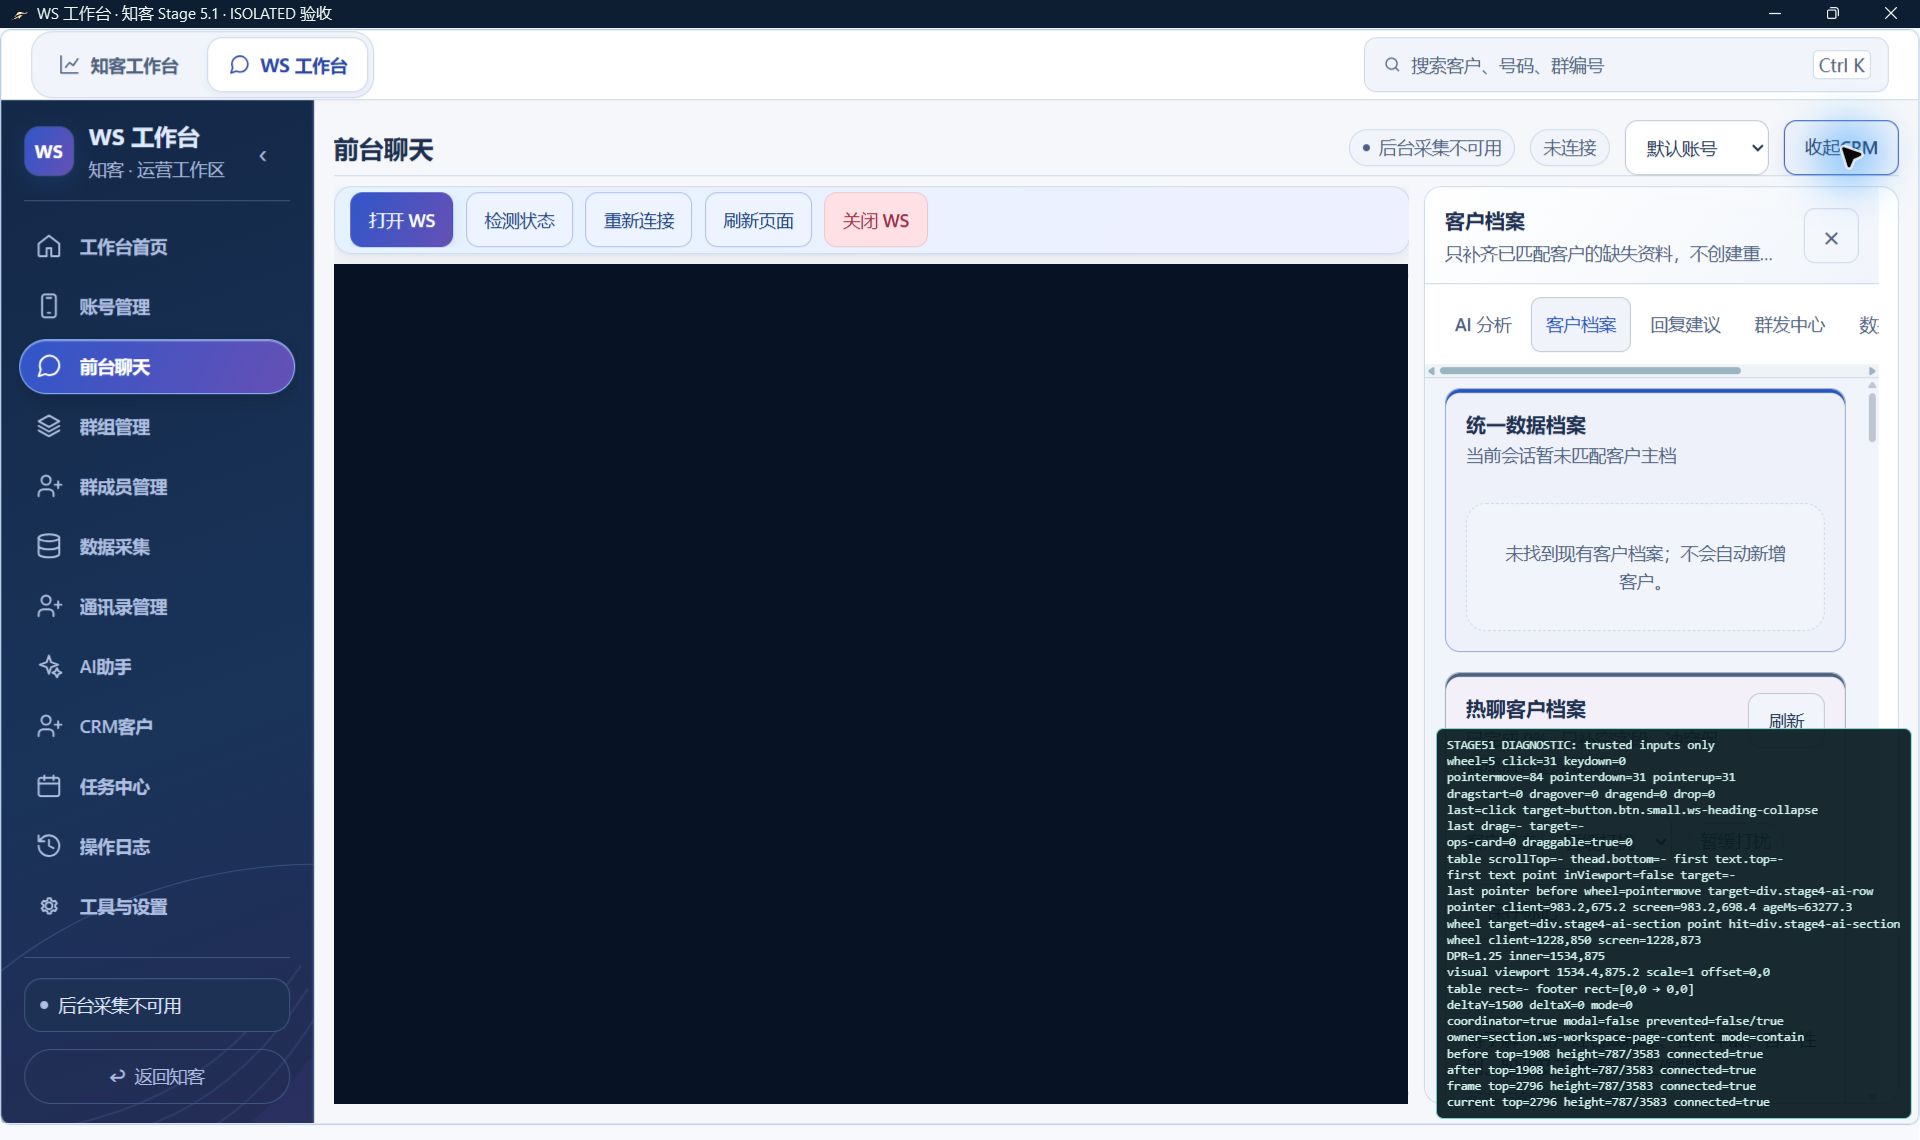 WS 工作台 · 知客 Stage 5.1 · ISOLATED 验收
知客工作台
WS 工作台
搜索客户、号码、群编号
Ctrl K
WS
WS 工作台
知客 · 运营工作区
工作台首页
账号管理
前台聊天
群组管理
群成员管理
数据采集
通讯录管理
AI助手
CRM客户
任务中心
操作日志
工具与设置
后台采集不可用
返回知客
前台聊天
后台采集不可用
未连接
默认账号
收起CRM
打开 WS
检测状态
重新连接
刷新页面
关闭 WS
客户档案
只补齐已匹配客户的缺失资料，不创建重...
AI 分析
客户档案
回复建议
群发中心
统一数据档案
当前会话暂未匹配客户主档
未找到现有客户档案；不会自动新增
客户。
热聊客户档案
刷新
STAGE51 DIAGNOSTIC: trusted inputs only
wheel=5 click=31 keydown=0
pointermove=84 pointerdown=31 pointerup=31
dragstart=0 dragover=0 dragend=0 drop=0
last=click target=button.btn.small.ws-heading-collapse
last drag=- target=-
ops-card=0 draggable=true=0
暂缓打扰
table scrollTop=- thead.bottom=- first text.top=-
first text point inViewport=false target=-
last pointer before wheel=pointermove target=div.stage4-ai-row
pointer client=983.2,675.2 screen=983.2,698.4 ageMs=63277.3
wheel target=div.stage4-ai-section point hit=div.stage4-ai-section
wheel client=1228,850 screen=1228,873
DPR=1.25 inner=1534,875
visual viewport 1534.4,875.2 scale=1 offset=0,0
table rect=- footer rect=[0,0 → 0,0]
deltaY=1500 deltaX=0 mode=0
coordinator=true modal=false prevented=false/true
owner=section.ws-workspace-page-content mode=contain
before top=1908 height=787/3583 connected=true
after top=1908 height=787/3583 connected=true
frame top=2796 height=787/3583 connected=true
current top=2796 height=787/3583 connected=true